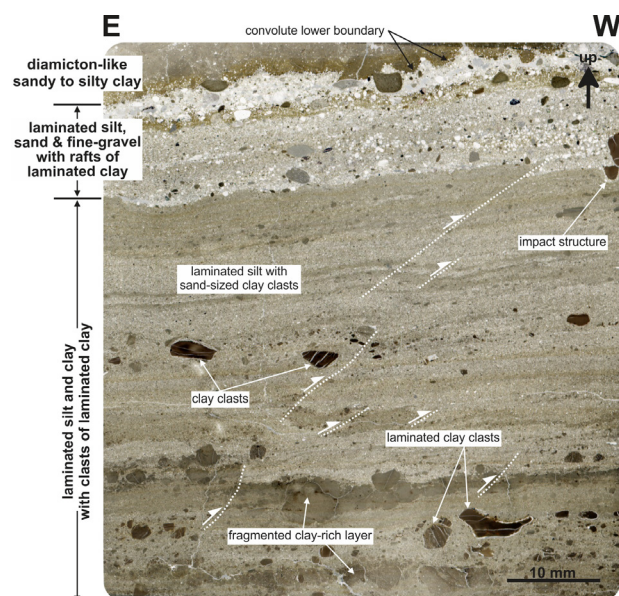 E
W
convolute lower boundary
up
diamicton-like
sandy to silty clay
laminated silt,
sand & fine-gravel
with rafts of
laminated clay
impact structure
laminated silt with
sand-sized clay clasts
clay clasts
laminated silt and clay
with clasts of laminated clay
laminated clay clasts
fragmented clay-rich layer
10 mm